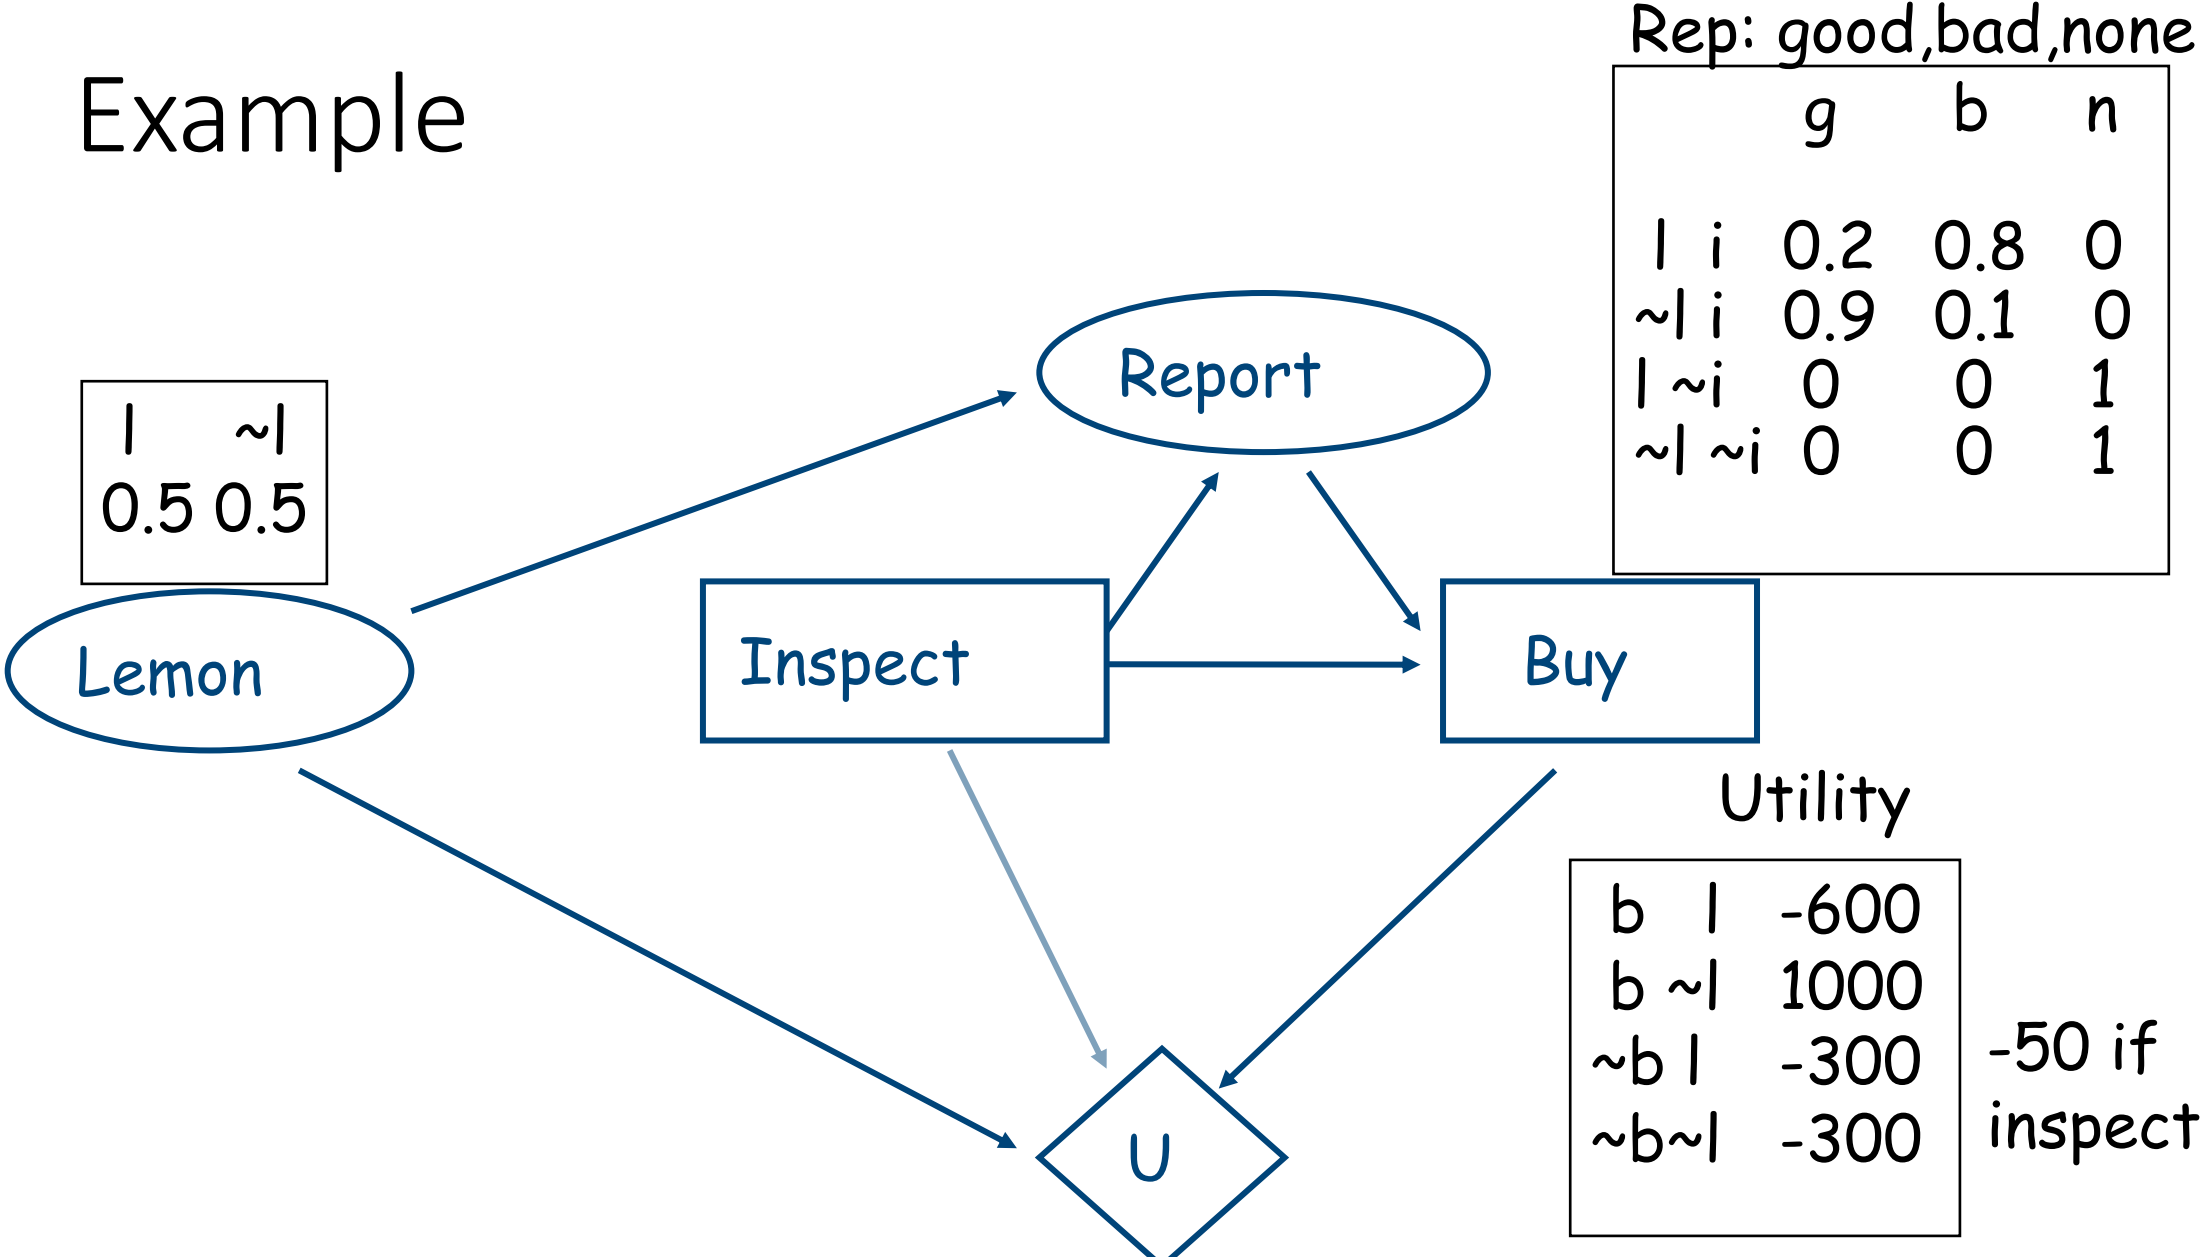 Example
Rep: good,bad,none
g b n
l i 0.2 0.8 0
~l i 0.9 0.1 0
l ~i 0 0 1
~l ~i 0 0 1
l ~l
0.5 0.5
Report
Lemon
Inspect
Buy
Utility
b l -600
b ~l 1000
~b l -300
~b~l -300
-50 if
inspect
U